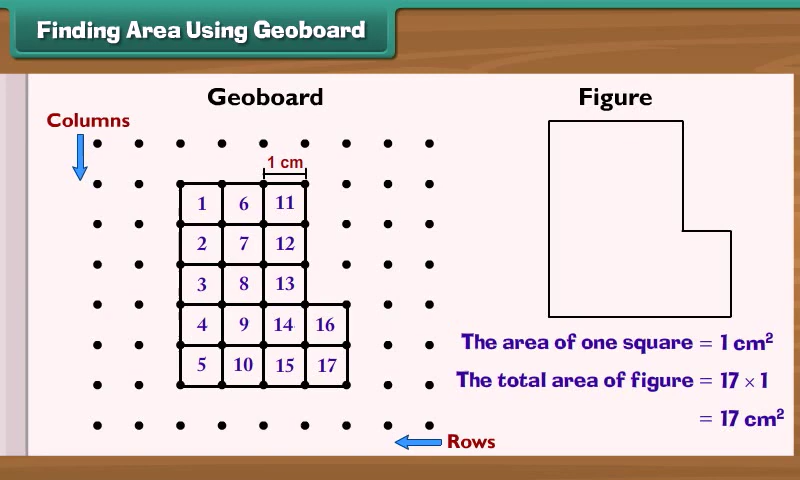 Finding Area Using Geoboard
Geoboard
Figure
Columns
1 cm
1 6 11
2 7 12
3 8 13
4 9 14 16
5 10 15 17
The area of one square = 1 cm²
The total area of figure = 17 × 1
= 17 cm²
Rows